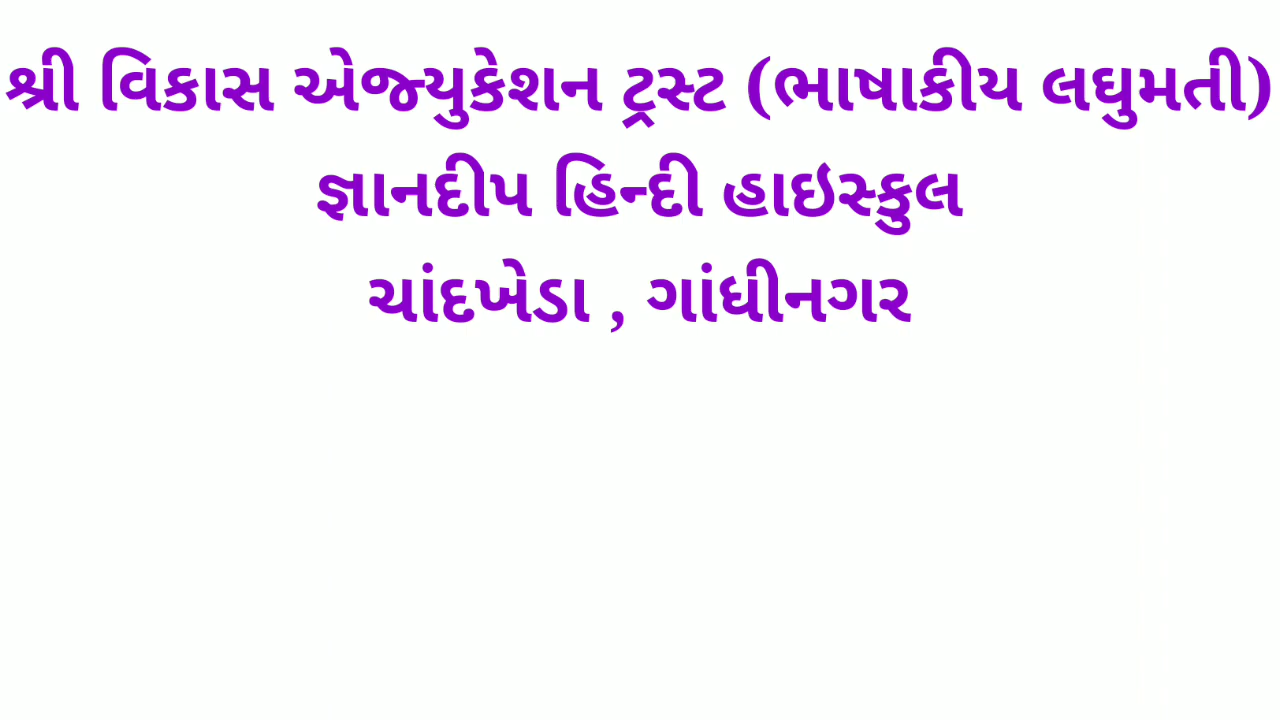 શ્રી વિકાસ એજ્યુકેશન ટ્રસ્ટ (ભાષાકીય લઘુમતી)
જ્ઞાનદીપ હિન્દી હાઇસ્કુલ
ચાંદખેડા , ગાંધીનગર